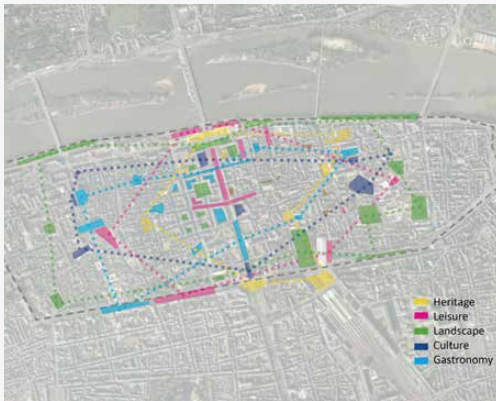 Heritage
Leisure
Landscape
Culture
Gastronomy